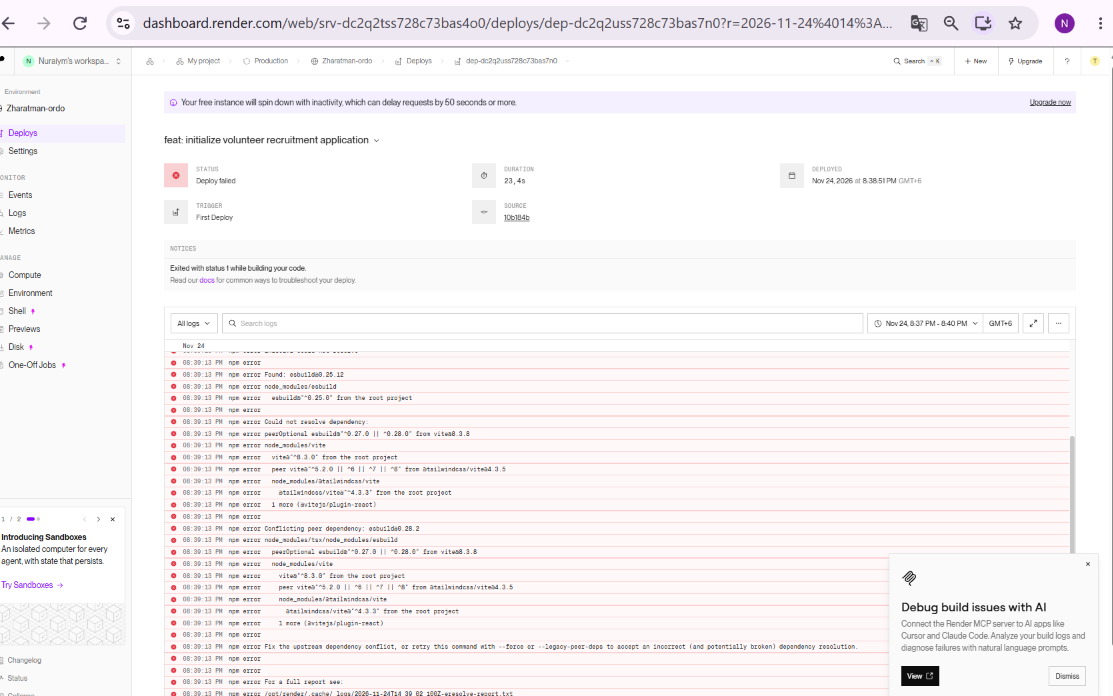 dashboard.render.com/web/srv-dc2q2tss728c73bas4o0/deploys/dep-dc2q2uss728c73bas7n0?r=2026-11-24%4014%3A...
N
N Nuraiym's workspa...
My project
Production
Zharatman-ordo
Deploys
dep-dc2q2uss728c73bas7n0
Search
K
+ New
Upgrade
?
T
Environment
Zharatman-ordo
Deploys
Settings
ONITOR
Events
Logs
Metrics
ANAGE
Compute
Environment
Shell
Previews
Disk
One-Off Jobs
1 / 2
Introducing Sandboxes
An isolated computer for every
agent, with state that persists.
Try Sandboxes →
Changelog
Status
Your free instance will spin down with inactivity, which can delay requests by 50 seconds or more.
Upgrade now
feat: initialize volunteer recruitment application
STATUS
Deploy failed
DURATION
23,4s
DEPLOYED
Nov 24, 2026 at 8:38:51 PM GMT+6
TRIGGER
First Deploy
SOURCE
10b184b
NOTICES
Exited with status 1 while building your code.
Read our docs for common ways to troubleshoot your deploy.
All logs
Search logs
Nov 24, 8:37 PM - 8:40 PM
GMT+6
...
Nov 24
08:39:13 PM npm error
08:39:13 PM npm error Found: esbuild@0.25.12
08:39:13 PM npm error node_modules/esbuild
08:39:13 PM npm error esbuild@"^0.25.0" from the root project
08:39:13 PM npm error
08:39:13 PM npm error Could not resolve dependency:
08:39:13 PM npm error peerOptional esbuild@"^0.27.0 || ^0.28.0" from vite@8.3.8
08:39:13 PM npm error node_modules/vite
08:39:13 PM npm error vite@"^8.3.0" from the root project
08:39:13 PM npm error peer vite@"^5.2.0 || ^6 || ^7 || ^8" from @tailwindcss/vite@4.3.5
08:39:13 PM npm error node_modules/@tailwindcss/vite
08:39:13 PM npm error @tailwindcss/vite@"^4.3.3" from the root project
08:39:13 PM npm error 1 more (@vitejs/plugin-react)
08:39:13 PM npm error
08:39:13 PM npm error Conflicting peer dependency: esbuild@0.28.2
08:39:13 PM npm error node_modules/tsx/node_modules/esbuild
08:39:13 PM npm error peerOptional esbuild@"^0.27.0 || ^0.28.0" from vite@8.3.8
08:39:13 PM npm error node_modules/vite
08:39:13 PM npm error vite@"^8.3.0" from the root project
08:39:13 PM npm error peer vite@"^5.2.0 || ^6 || ^7 || ^8" from @tailwindcss/vite@4.3.5
08:39:13 PM npm error node_modules/@tailwindcss/vite
08:39:13 PM npm error @tailwindcss/vite@"^4.3.3" from the root project
08:39:13 PM npm error 1 more (@vitejs/plugin-react)
08:39:13 PM npm error
08:39:13 PM npm error Fix the upstream dependency conflict, or retry this command with --force or --legacy-peer-deps to accept an incorrect (and potentially broken) dependency resolution.
08:39:13 PM npm error
08:39:13 PM npm error
08:39:13 PM npm error For a full report see:
08:39:13 PM npm error /opt/render/.cache/_logs/2026-11-24T14_39_02_100Z-eresolve-report.txt
Debug build issues with AI
Connect the Render MCP server to AI apps like
Cursor and Claude Code. Analyze your build logs and
diagnose failures with natural language prompts.
View
Dismiss